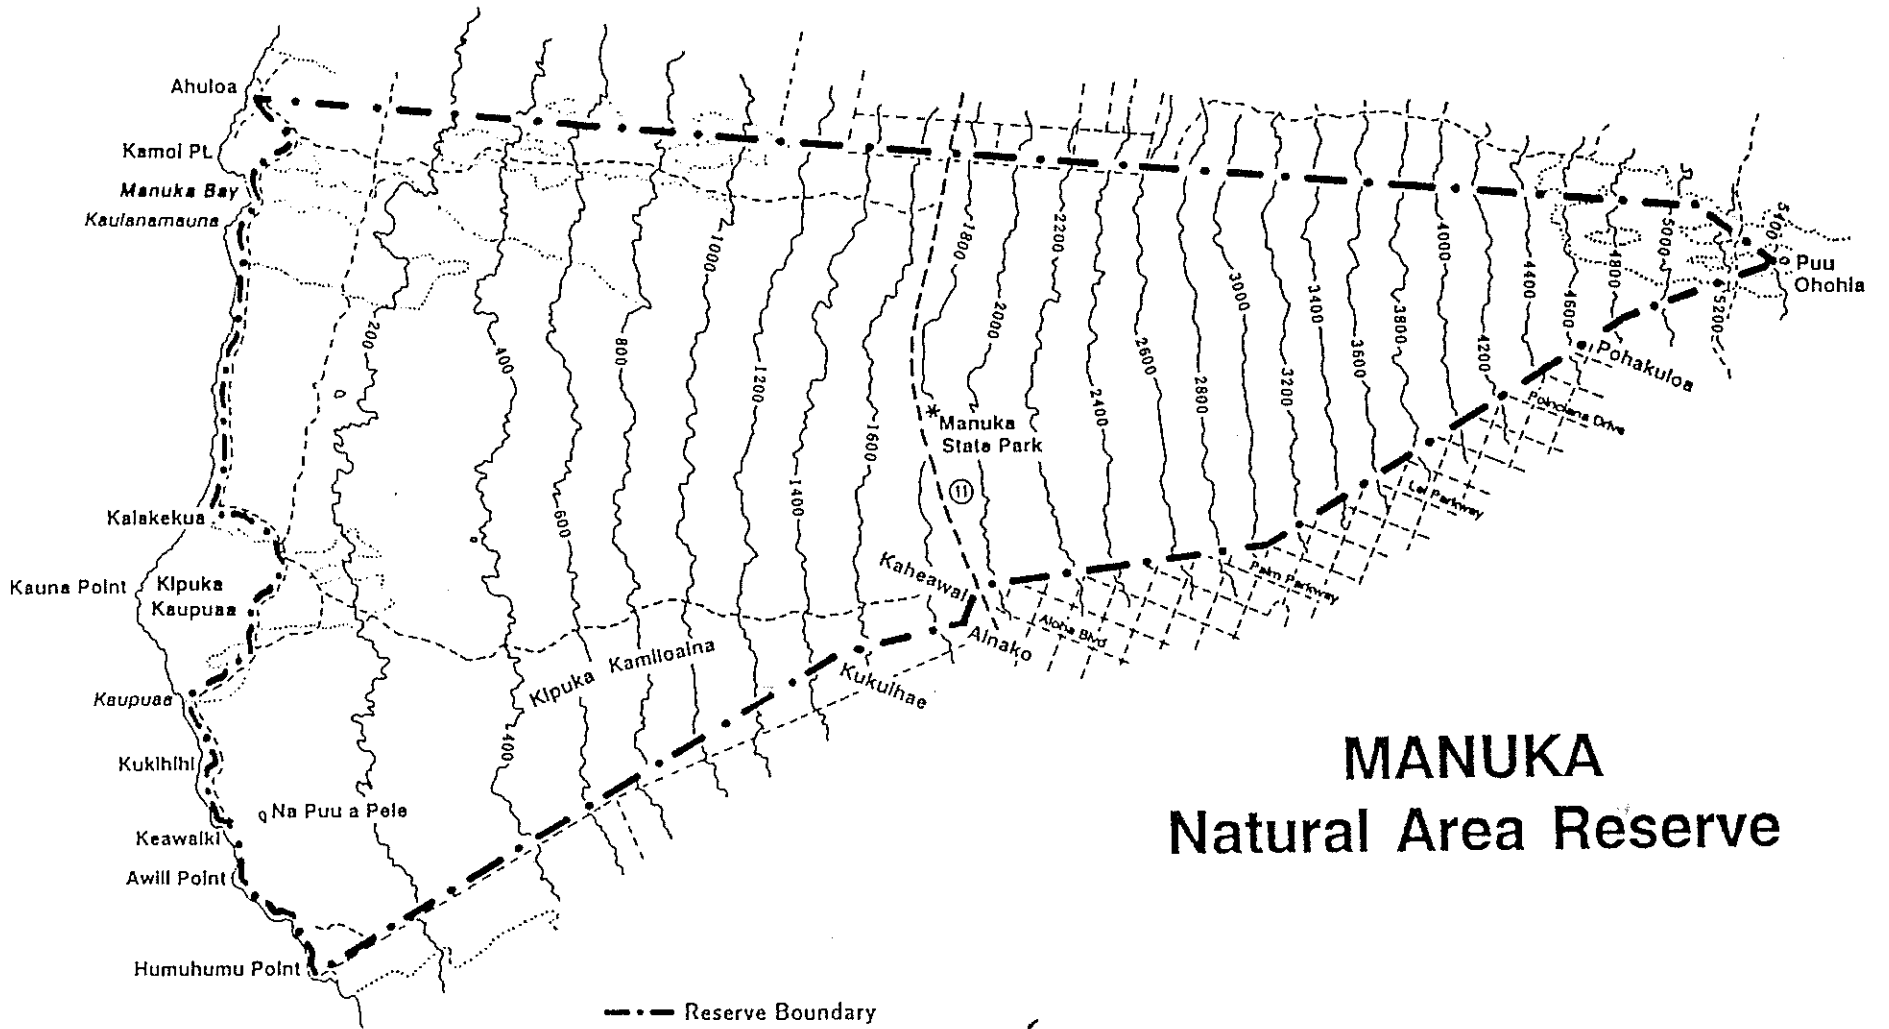 Ahuloa
Kamoi Pt.
Manuka Bay
Kaulanamauna
Kalakekua
Kauna Point
Kipuka
Kaupuaa
Kaupuaa
Kukihihi
Na Puu a Pele
Keawaiki
Awili Point
Humuhumu Point
200
400
400
600
800
1000
1200
1400
1600
1800
2000
2200
2400
2600
2800
3000
3200
3400
3600
3800
4000
4200
4400
4600
4800
5000
5200
5400
Puu
Ohohia
Pohakuloa
Poinciana Drive
Lei Parkway
Palm Parkway
Aloha Blvd
*Manuka
State Park
11
Kaheawai
Ainako
Kukuihae
Kipuka Kamiloaina
MANUKA
Natural Area Reserve
Reserve Boundary